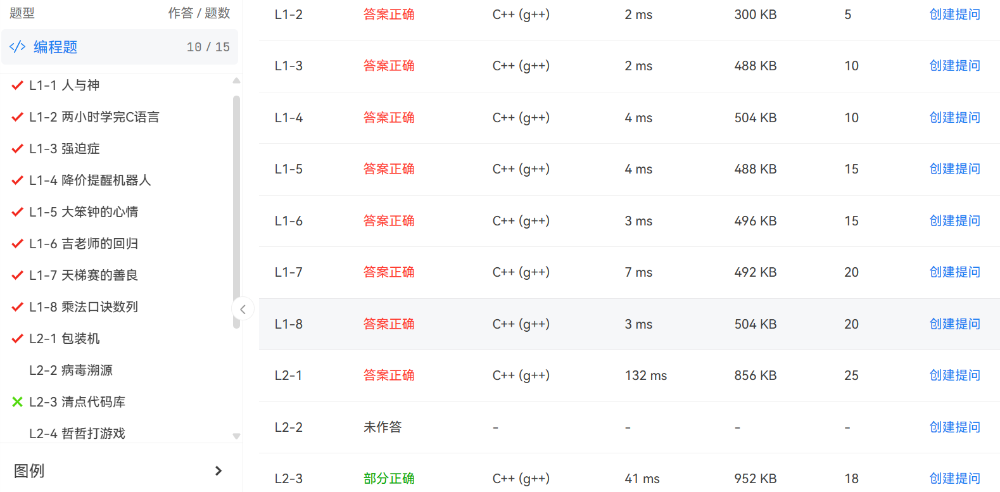 题型 作答 / 题数
</> 编程题 10 / 15
L1-1 人与神
L1-2 两小时学完C语言
L1-3 强迫症
L1-4 降价提醒机器人
L1-5 大笨钟的心情
L1-6 吉老师的回归
L1-7 天梯赛的善良
L1-8 乘法口诀数列
L2-1 包装机
L2-2 病毒溯源
L2-3 清点代码库
L2-4 哲哲打游戏
图例
L1-2 答案正确 C++ (g++) 2 ms 300 KB 5 创建提问
L1-3 答案正确 C++ (g++) 2 ms 488 KB 10 创建提问
L1-4 答案正确 C++ (g++) 4 ms 504 KB 10 创建提问
L1-5 答案正确 C++ (g++) 4 ms 488 KB 15 创建提问
L1-6 答案正确 C++ (g++) 3 ms 496 KB 15 创建提问
L1-7 答案正确 C++ (g++) 7 ms 492 KB 20 创建提问
L1-8 答案正确 C++ (g++) 3 ms 504 KB 20 创建提问
L2-1 答案正确 C++ (g++) 132 ms 856 KB 25 创建提问
L2-2 未作答 - - - - 创建提问
L2-3 部分正确 C++ (g++) 41 ms 952 KB 18 创建提问